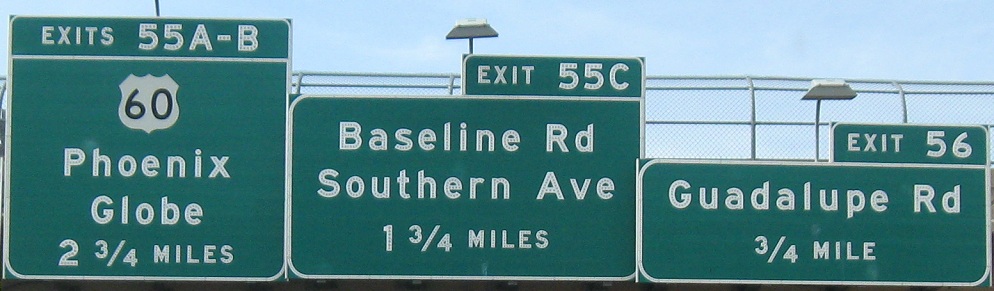 EXITS 55A-B
60
Phoenix
Globe
2 3/4 MILES
EXIT 55C
Baseline Rd
Southern Ave
1 3/4 MILES
EXIT 56
Guadalupe Rd
3/4 MILE